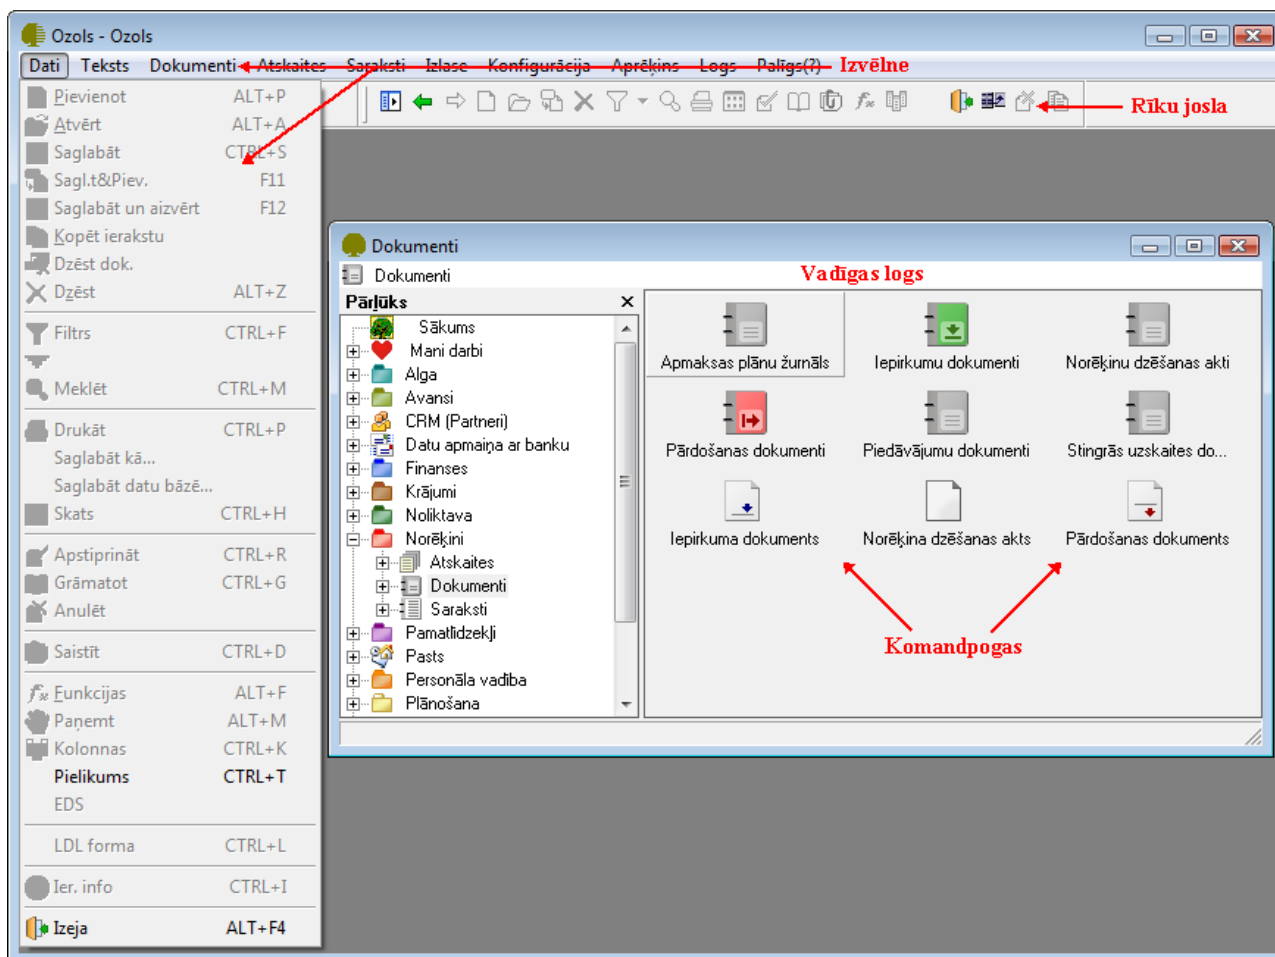 Ozols - Ozols
Dati Teksts Dokumenti Atskaites Saraksti Izlase Konfigurācija Aprēķins Logs Palīgs(?) Izvēlne
Rīku josla
Pievienot ALT+P
Atvērt ALT+A
Saglabāt CTRL+S
Sagl.t&Piev. F11
Saglabāt un aizvērt F12
Kopēt ierakstu
Dzēst dok.
Dzēst ALT+Z
Filtrs CTRL+F
Meklēt CTRL+M
Drukāt CTRL+P
Saglabāt kā...
Saglabāt datu bāzē...
Skats CTRL+H
Apstiprināt CTRL+R
Grāmatot CTRL+G
Anulēt
Saistīt CTRL+D
Funkcijas ALT+F
Paņemt ALT+M
Kolonnas CTRL+K
Pielikums CTRL+T
EDS
LDL forma CTRL+L
Ier. info CTRL+I
Izeja ALT+F4
Dokumenti
Dokumenti
Vadīgas logs
Pārļūks
Sākums
Mani darbi
Alga
Avansi
CRM (Partneri)
Datu apmaiņa ar banku
Finanses
Krājumi
Noliktava
Norēķini
Atskaites
Dokumenti
Saraksti
Pamatlīdzekļi
Pasts
Personāla vadība
Plānošana
Apmaksas plānu žurnāls Iepirkumu dokumenti Norēķinu dzēšanas akti
Pārdošanas dokumenti Piedāvājumu dokumenti Stingrās uzskaites do...
Iepirkuma dokuments Norēķina dzēšanas akts Pārdošanas dokuments
Komandpogas